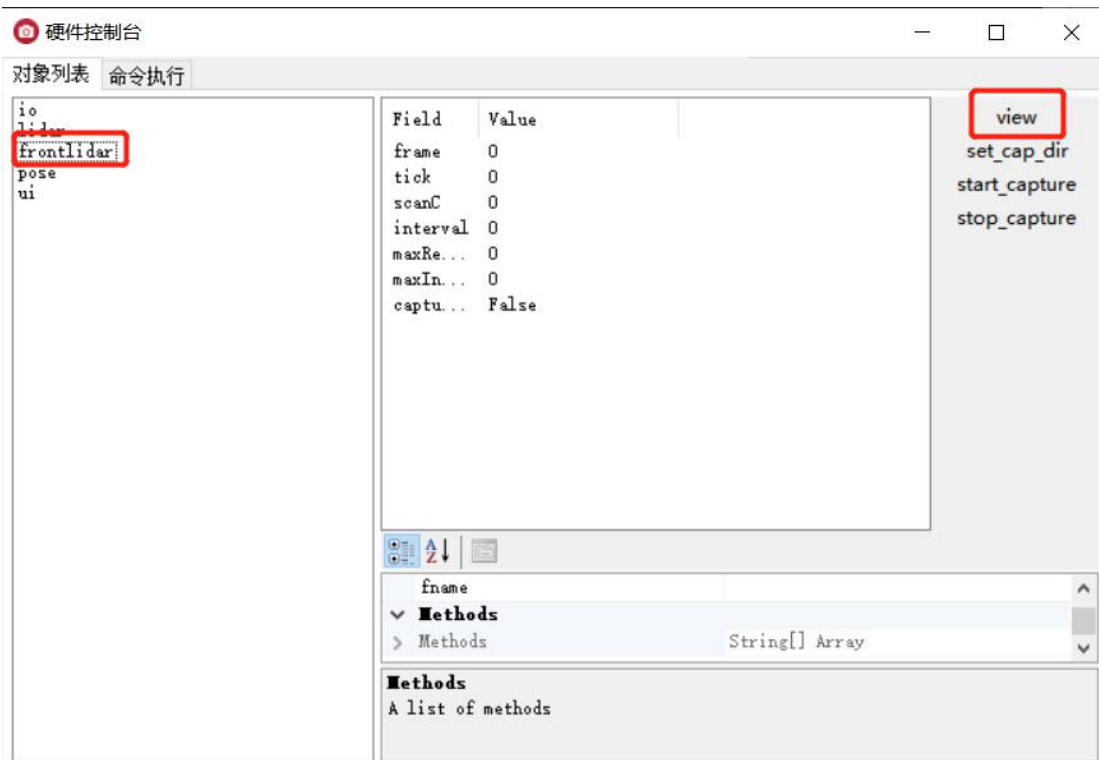 硬件控制台
对象列表 命令执行
io
lidar
frontlidar
pose
ui
Field Value
frame 0
tick 0
scanC 0
interval 0
maxRe... 0
maxIn... 0
captu... False
view
set_cap_dir
start_capture
stop_capture
fname
Methods
Methods String[] Array
Methods
A list of methods